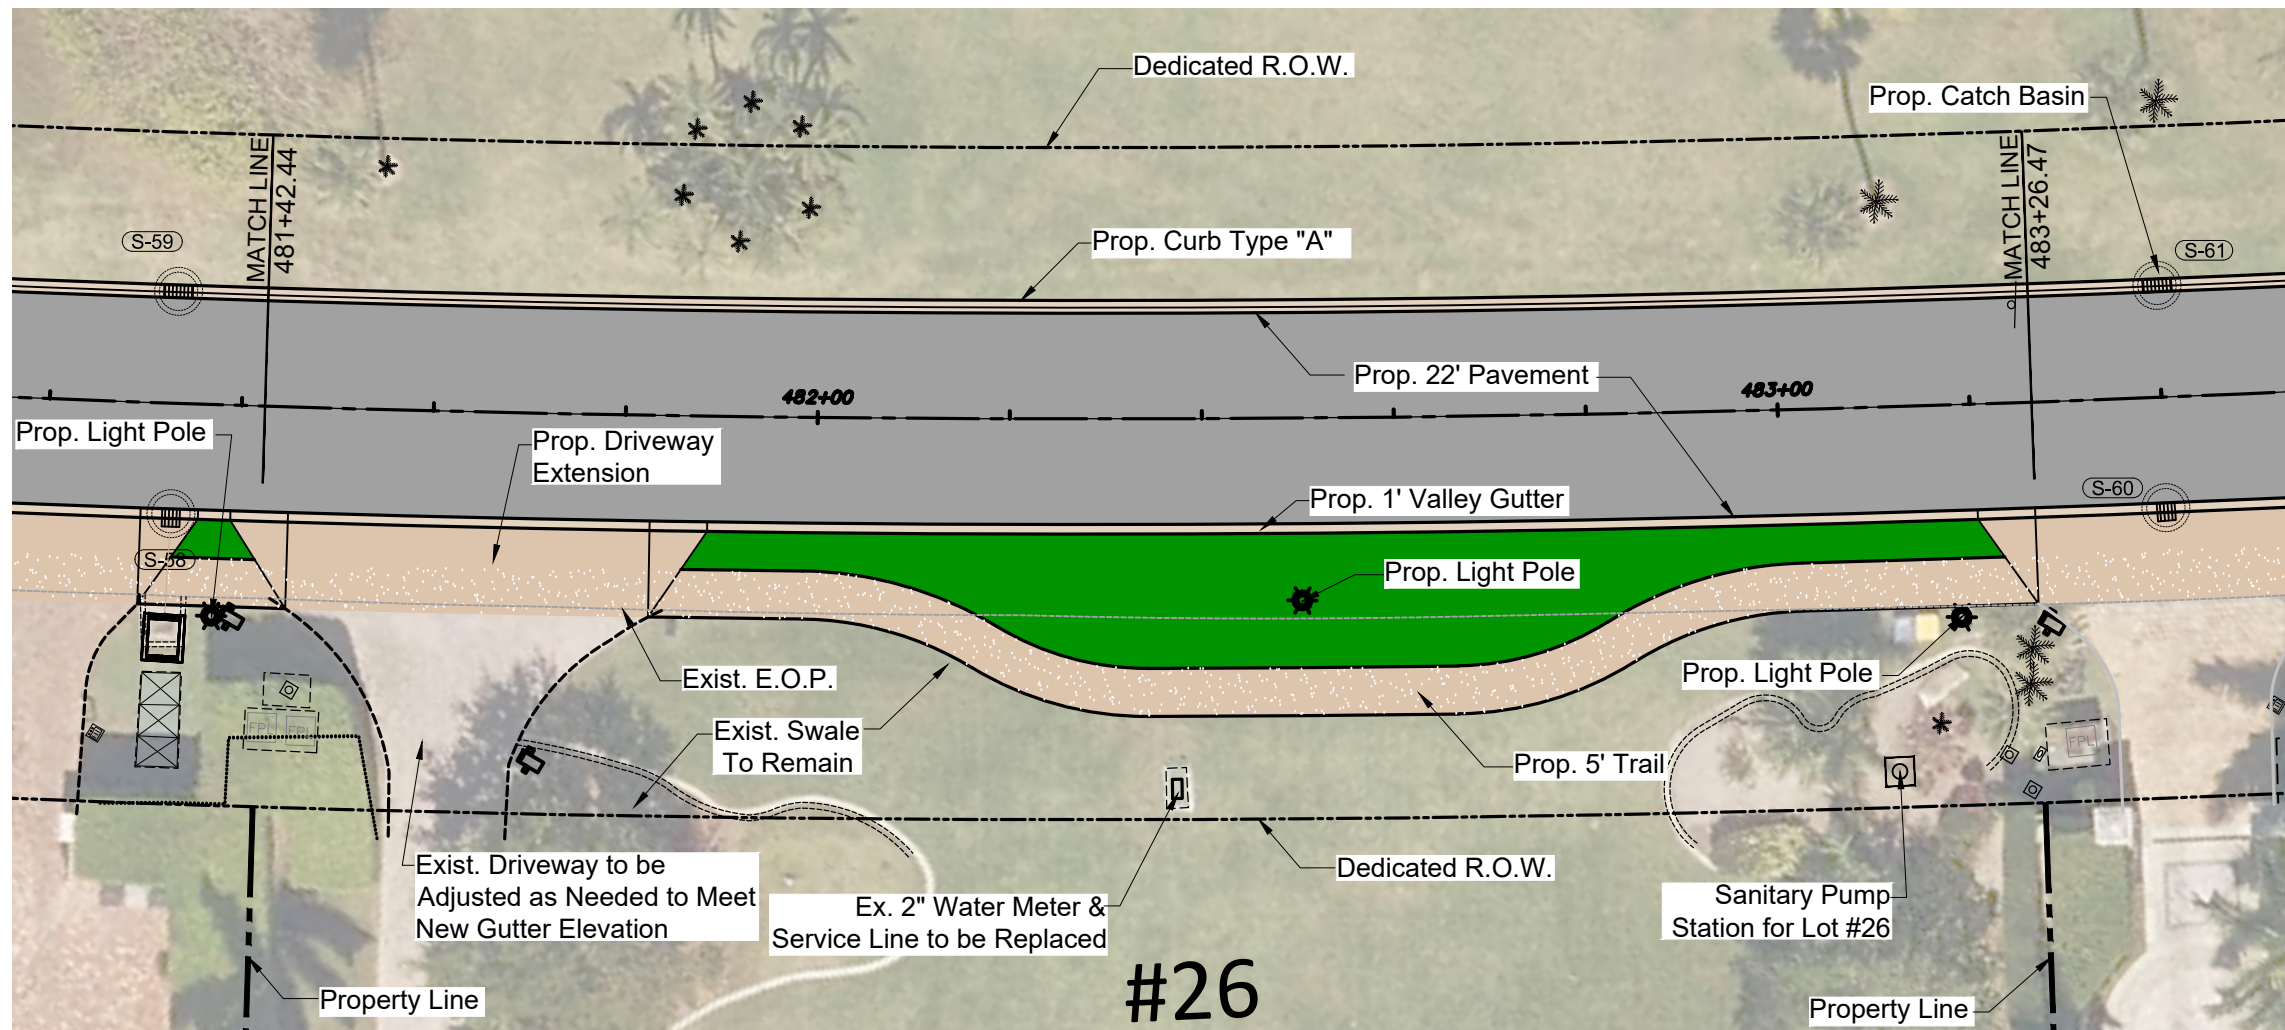 Dedicated R.O.W.
Prop. Catch Basin
MATCH LINE
481+42.44
MATCH LINE
483+26.47
S-59
Prop. Curb Type "A"
S-61
Prop. 22' Pavement
482+00
483+00
Prop. Light Pole
Prop. Driveway
Extension
Prop. 1' Valley Gutter
S-60
S-58
Prop. Light Pole
Exist. E.O.P.
Prop. Light Pole
FPL
FPL
Exist. Swale
To Remain
FPL
Prop. 5' Trail
Exist. Driveway to be
Adjusted as Needed to Meet
New Gutter Elevation
Dedicated R.O.W.
Ex. 2" Water Meter &
Service Line to be Replaced
Sanitary Pump
Station for Lot #26
#26
Property Line
Property Line